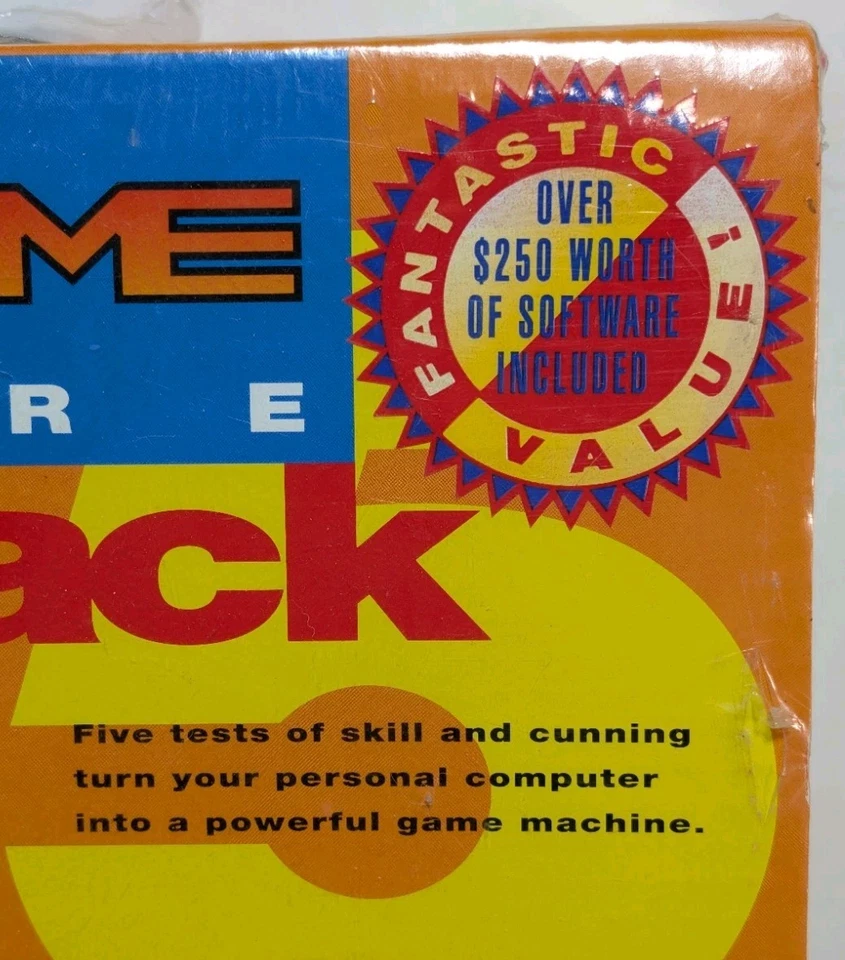 ME
R E
ack
FANTASTIC
VALUE!
OVER
$250 WORTH
OF SOFTWARE
INCLUDED
Five tests of skill and cunning
turn your personal computer
into a powerful game machine.